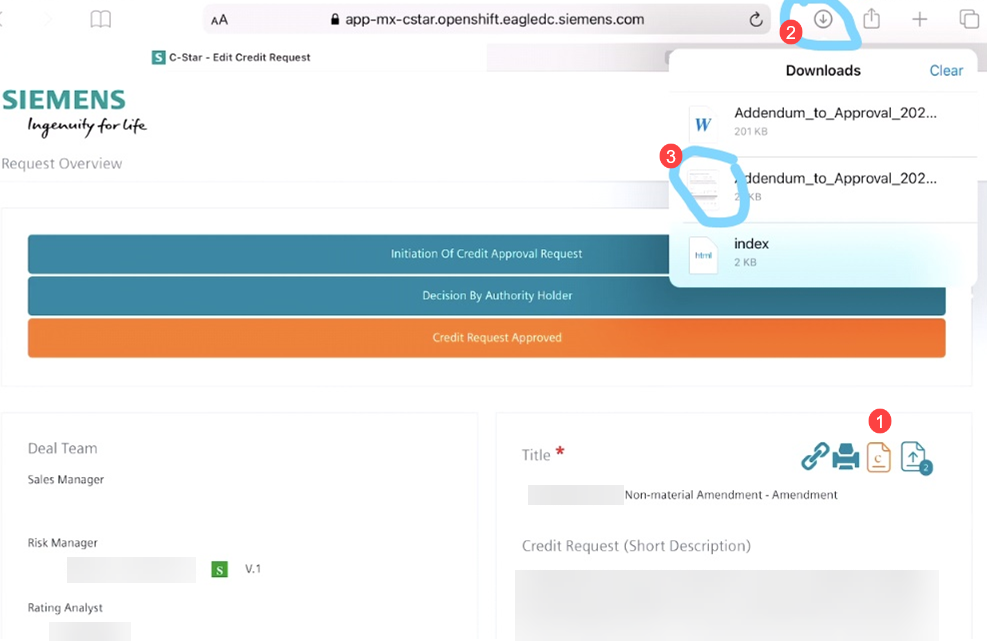 AA
app-mx-cstar.openshift.eagledc.siemens.com
2
S C-Star - Edit Credit Request
Downloads
Clear
SIEMENS
Ingenuity for life
W
Addendum_to_Approval_202...
201 KB
Request Overview
3
Addendum_to_Approval_202...
KB
html
index
2 KB
Initiation Of Credit Approval Request
Decision By Authority Holder
Credit Request Approved
1
Deal Team
Sales Manager
Title *
c
2
Non-material Amendment - Amendment
Risk Manager
S V.1
Credit Request (Short Description)
Rating Analyst